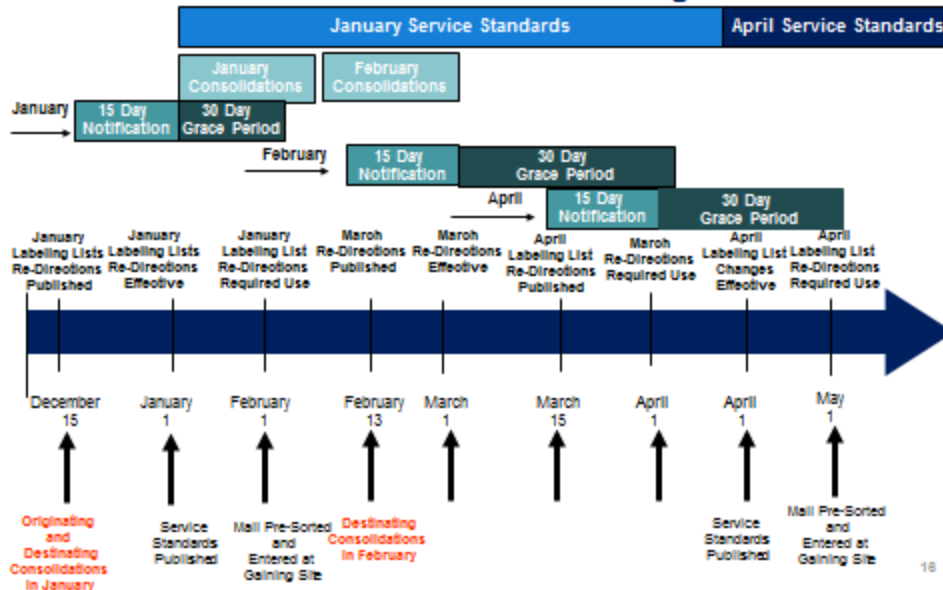 January Service Standards
April Service Standards
January
Consolidations
February
Consolidations
January
15 Day
Notification
30 Day
Grace Period
February
15 Day
Notification
30 Day
Grace Period
April
15 Day
Notification
30 Day
Grace Period
January
Labeling Lists
Re-Directions
Published
January
Labeling Lists
Re-Directions
Effective
January
Labeling List
Re-Directions
Required Use
March
Re-Directions
Published
March
Re-Directions
Effective
April
Labeling List
Re-Directions
Published
March
Re-Directions
Required Use
April
Labeling List
Changes
Effective
April
Labeling List
Re-Directions
Required Use
December
15
January
1
February
1
February
13
March
1
March
15
April
1
April
1
May
1
Originating
and
Destinating
Consolidations
in January
Service
Standards
Published
Mail Pre-Sorted
and
Entered at
Gaining Site
Destinating
Consolidations
in February
Service
Standards
Published
Mail Pre-Sorted
and
Entered at
Gaining Site
16